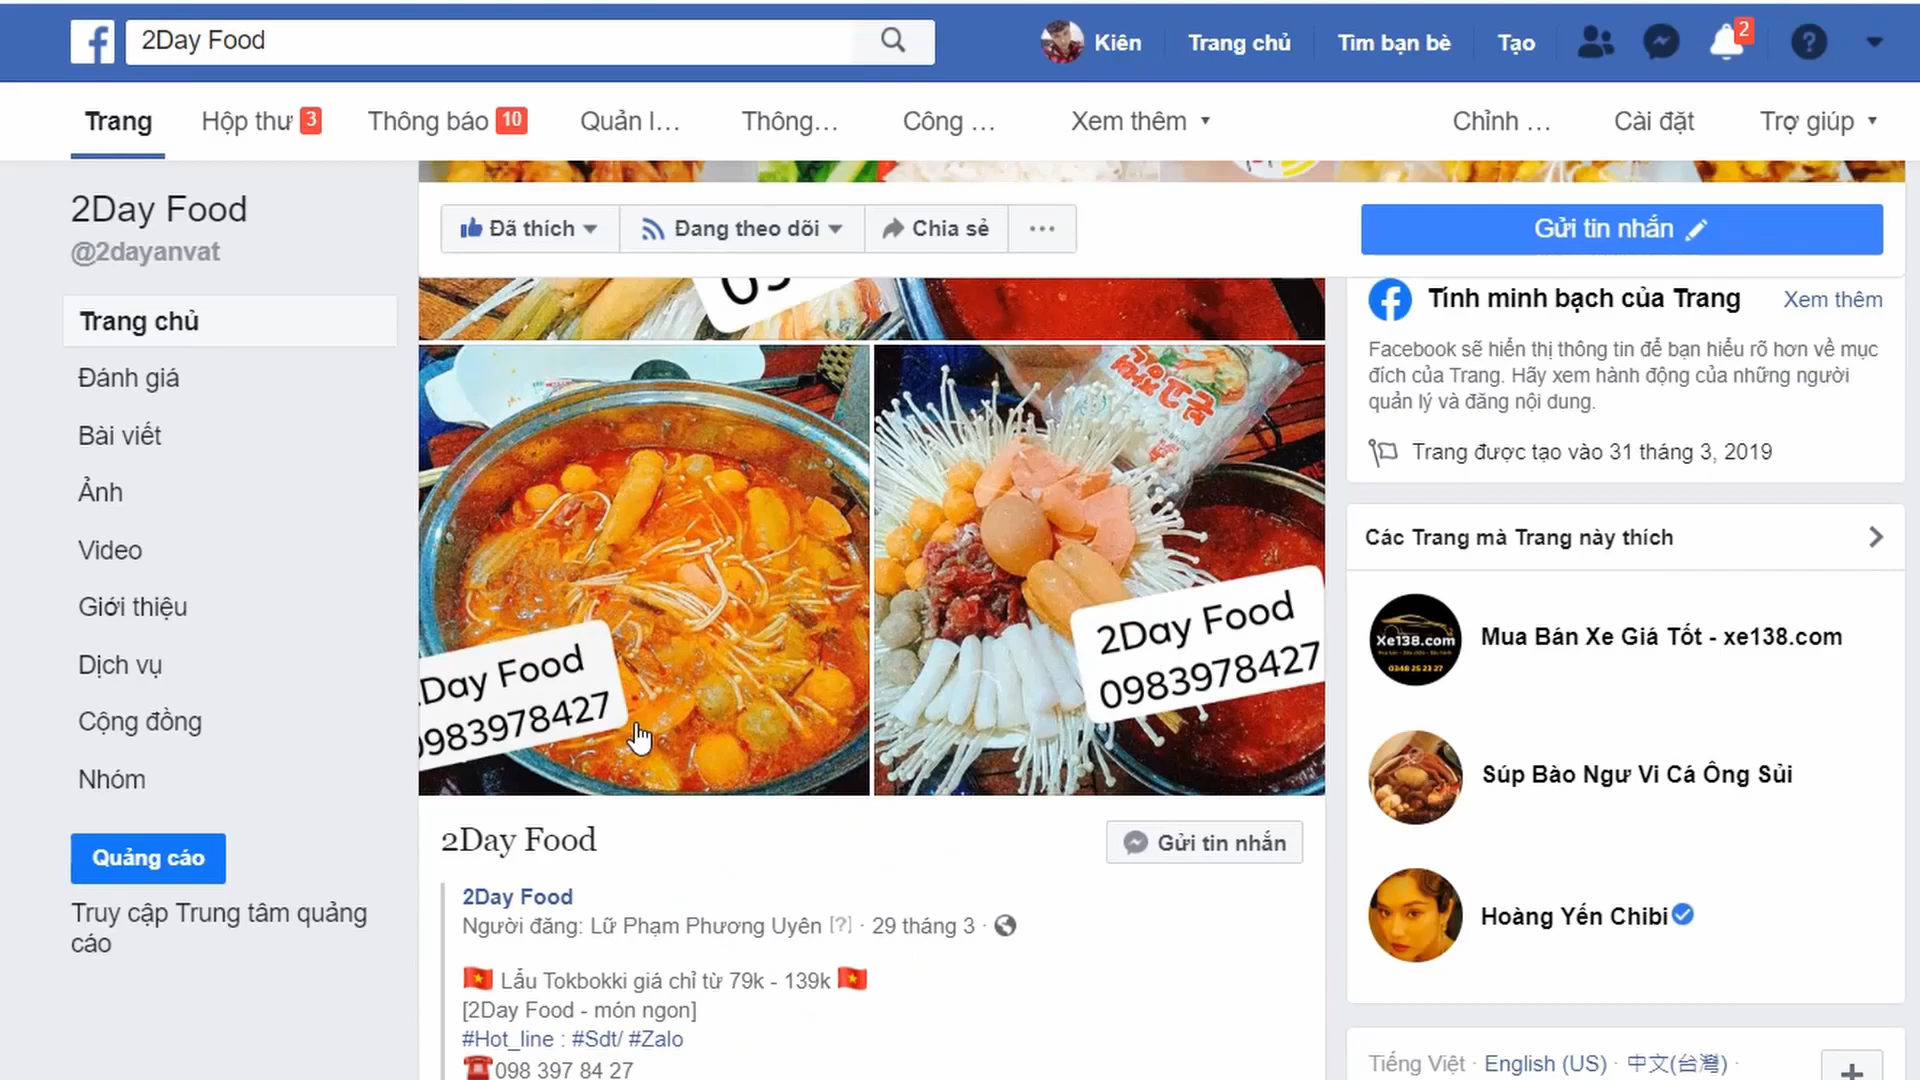 2Day Food
Kiên
Trang chủ
Tìm bạn bè
Tạo
2
Trang
Hộp thư 3
Thông báo 10
Quản l...
Thông...
Công ...
Xem thêm
Chỉnh ...
Cài đặt
Trợ giúp
2Day Food
@2dayanvat
Trang chủ
Đánh giá
Bài viết
Ảnh
Video
Giới thiệu
Dịch vụ
Cộng đồng
Nhóm
Quảng cáo
Truy cập Trung tâm quảng
cáo
Đã thích
Đang theo dõi
Chia sẻ
Gửi tin nhắn
Day Food
0983978427
2Day Food
0983978427
2Day Food
Gửi tin nhắn
2Day Food
Người đăng: Lữ Phạm Phương Uyên [?] · 29 tháng 3 ·
🇻🇳 Lẩu Tokbokki giá chỉ từ 79k - 139k 🇻🇳
[2Day Food - món ngon]
#Hot_line : #Sdt/ #Zalo
☎️098 397 84 27
Tính minh bạch của Trang
Xem thêm
Facebook sẽ hiển thị thông tin để bạn hiểu rõ hơn về mục
đích của Trang. Hãy xem hành động của những người
quản lý và đăng nội dung.
Trang được tạo vào 31 tháng 3, 2019
Các Trang mà Trang này thích
Xe138.com
0348 25 23 27
Mua Bán Xe Giá Tốt - xe138.com
Súp Bào Ngư Vi Cá Ông Sủi
Hoàng Yến Chibi
Tiếng Việt · English (US) · 中文(台灣) ·